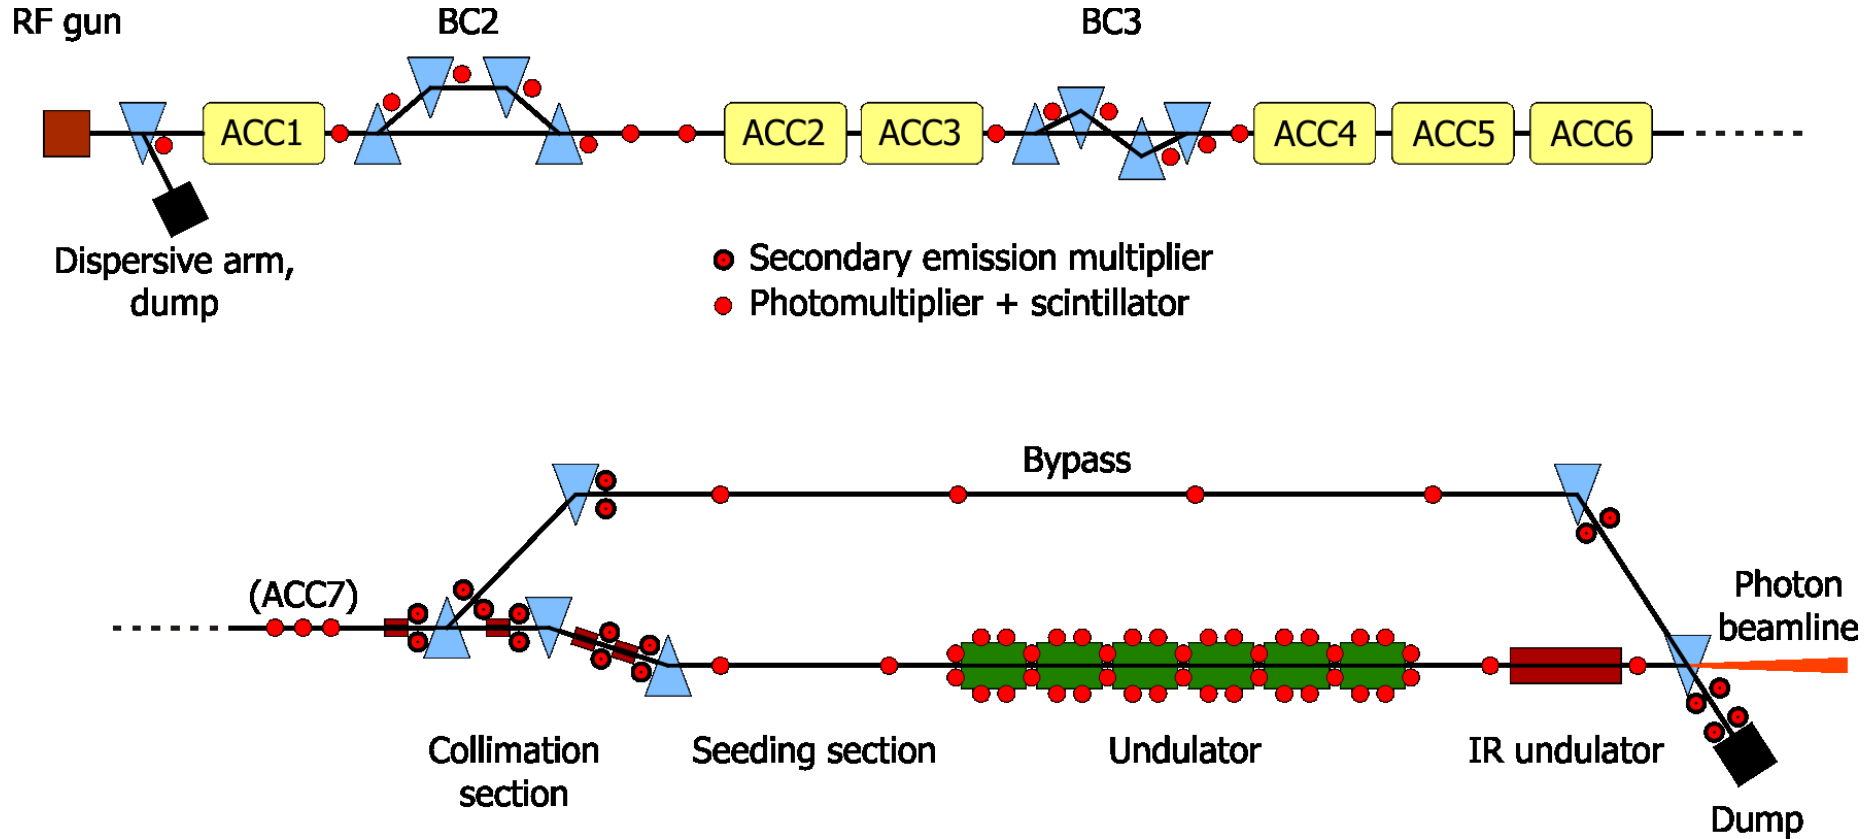 RF gun
BC2
BC3
ACC1
ACC2
ACC3
ACC4
ACC5
ACC6
Dispersive arm,
dump
Secondary emission multiplier
Photomultiplier + scintillator
Bypass
(ACC7)
Photon
beamline
Collimation
section
Seeding section
Undulator
IR undulator
Dump